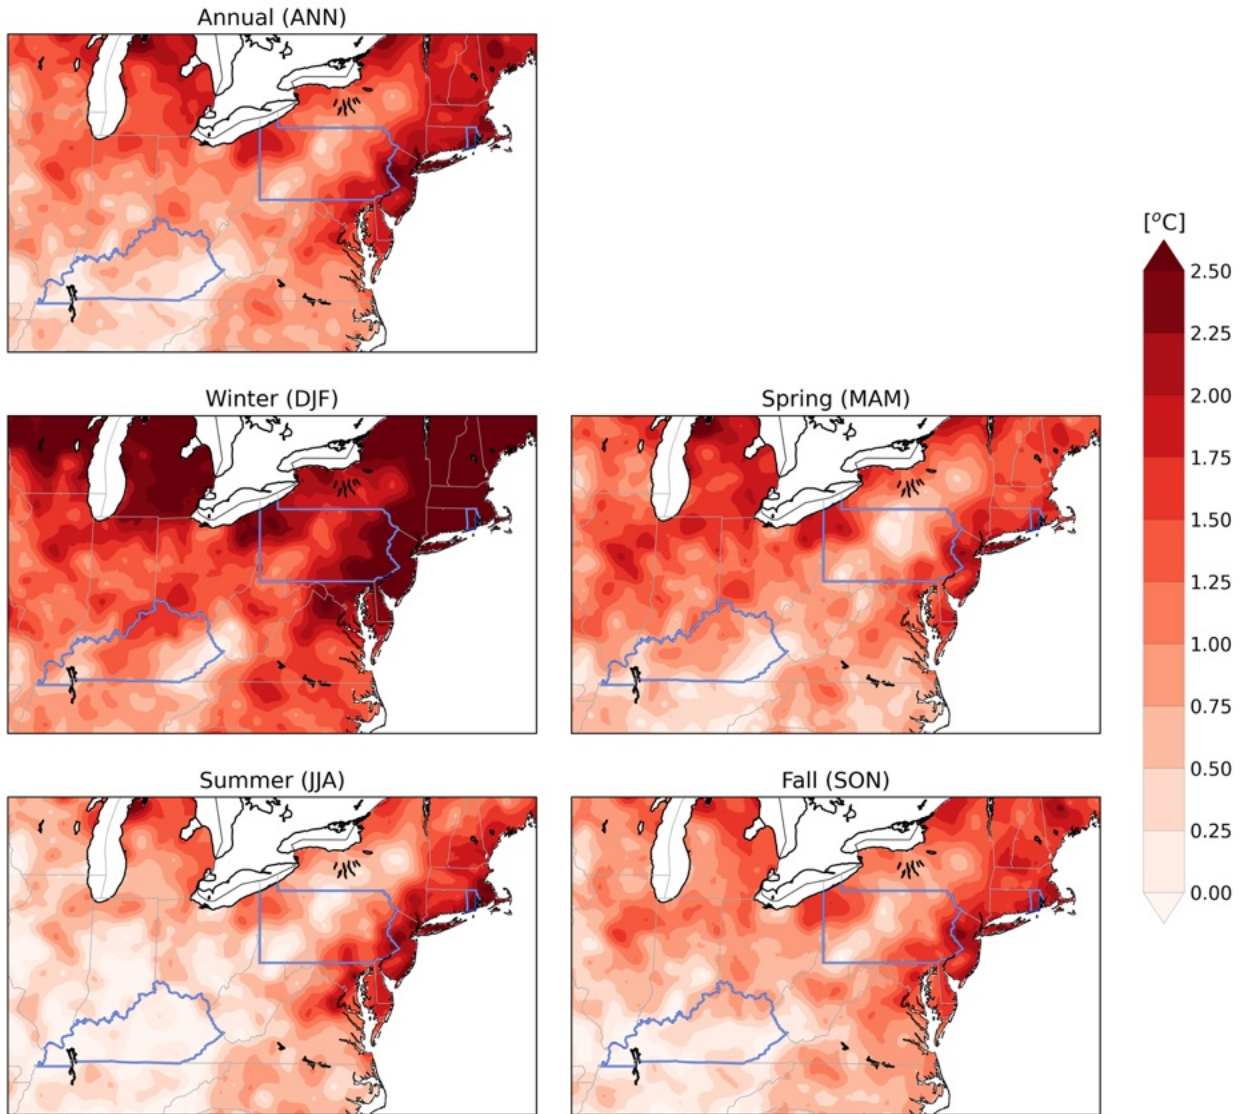 Annual (ANN)
[°C]
2.50
2.25
2.00
1.75
1.50
1.25
1.00
0.75
0.50
0.25
0.00
Winter (DJF)
Spring (MAM)
Summer (JJA)
Fall (SON)